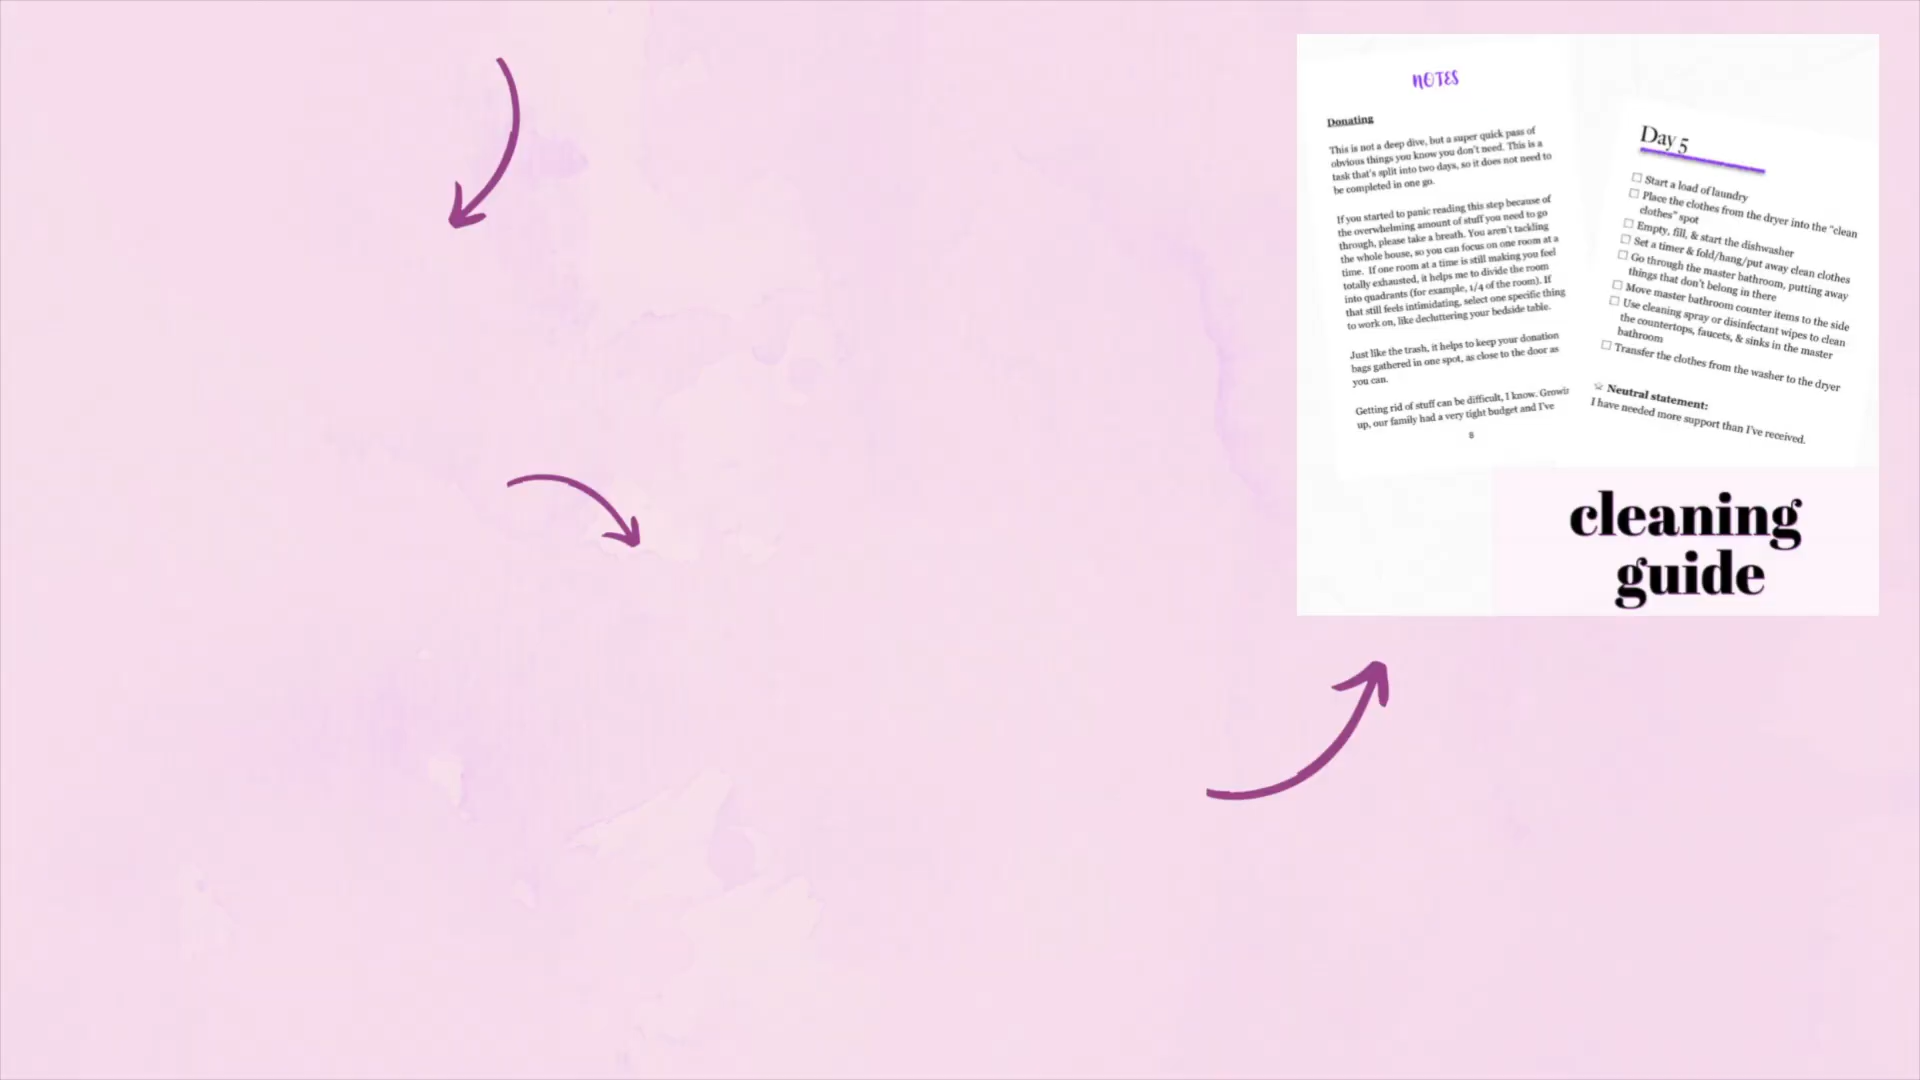 NOTES
Donating
This is not a deep dive, but a super quick pass of
obvious things you know you don't need. This is a
task that's split into two days, so it does not need to
be completed in one go.
If you started to panic reading this step because of
the overwhelming amount of stuff you need to go
through, please take a breath. You aren't tackling
the whole house, so you can focus on one room at a
time. If one room at a time is still making you feel
totally exhausted, it helps me to divide the room
into quadrants (for example, 1/4 of the room). If
that still feels intimidating, select one specific thing
to work on, like decluttering your bedside table.
Just like the trash, it helps to keep your donation
bags gathered in one spot, as close to the door as
you can.
Getting rid of stuff can be difficult, I know. Growin
up, our family had a very tight budget and I've
8
Day 5
Start a load of laundry
Place the clothes from the dryer into the "clean
clothes" spot
Empty, fill, & start the dishwasher
Set a timer & fold/hang/put away clean clothes
Go through the master bathroom, putting away
things that don't belong in there
Move master bathroom counter items to the side
Use cleaning spray or disinfectant wipes to clean
the countertops, faucets, & sinks in the master
bathroom
Transfer the clothes from the washer to the dryer
Neutral statement:
I have needed more support than I've received.
cleaning
guide